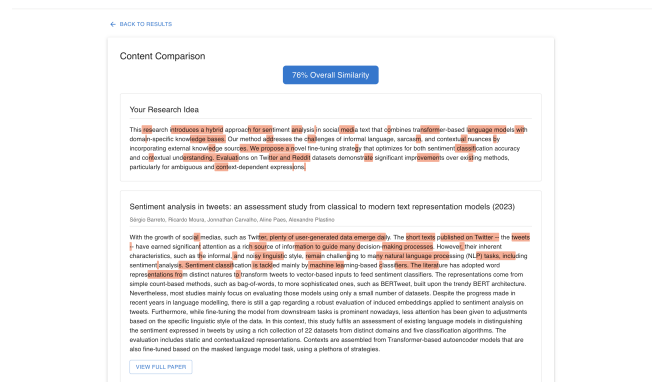 ← BACK TO RESULTS
Content Comparison
76% Overall Similarity
Your Research Idea
This research introduces a hybrid approach for sentiment analysis in social media text that combines transformer-based language models with
domain-specific knowledge bases. Our method addresses the challenges of informal language, sarcasm, and contextual nuances by
incorporating external knowledge sources. We propose a novel fine-tuning strategy that optimizes for both sentiment classification accuracy
and contextual understanding. Evaluations on Twitter and Reddit datasets demonstrate significant improvements over existing methods,
particularly for ambiguous and context-dependent expressions.
Sentiment analysis in tweets: an assessment study from classical to modern text representation models (2023)
Sérgio Barreto, Ricardo Moura, Jonnathan Carvalho, Aline Paes, Alexandre Plastino
With the growth of social medias, such as Twitter, plenty of user-generated data emerge daily. The short texts published on Twitter – the tweets
– have earned significant attention as a rich source of information to guide many decision-making processes. However, their inherent
characteristics, such as the informal, and noisy linguistic style, remain challenging to many natural language processing (NLP) tasks, including
sentiment analysis. Sentiment classification is tackled mainly by machine learning-based classifiers. The literature has adopted word
representations from distinct natures to transform tweets to vector-based inputs to feed sentiment classifiers. The representations come from
simple count-based methods, such as bag-of-words, to more sophisticated ones, such as BERTweet, built upon the trendy BERT architecture.
Nevertheless, most studies mainly focus on evaluating those models using only a small number of datasets. Despite the progress made in
recent years in language modelling, there is still a gap regarding a robust evaluation of induced embeddings applied to sentiment analysis on
tweets. Furthermore, while fine-tuning the model from downstream tasks is prominent nowadays, less attention has been given to adjustments
based on the specific linguistic style of the data. In this context, this study fulfils an assessment of existing language models in distinguishing
the sentiment expressed in tweets by using a rich collection of 22 datasets from distinct domains and five classification algorithms. The
evaluation includes static and contextualized representations. Contexts are assembled from Transformer-based autoencoder models that are
also fine-tuned based on the masked language model task, using a plethora of strategies.
VIEW FULL PAPER